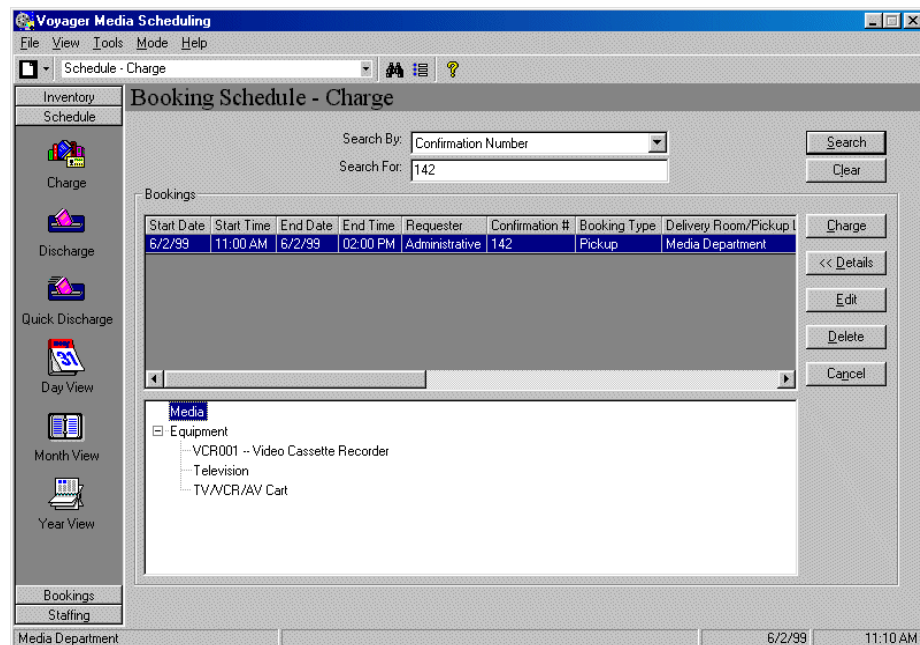 Voyager Media Scheduling
File View Tools Mode Help
Schedule - Charge
Inventory
Schedule
Charge
Discharge
Quick Discharge
31
Day View
Month View
Year View
Bookings
Staffing
Booking Schedule - Charge
Search By: Confirmation Number
Search For: 142
Search
Clear
Bookings
Start Date Start Time End Date End Time Requester Confirmation # Booking Type Delivery Room/Pickup L
6/2/99 11:00 AM 6/2/99 02:00 PM Administrative 142 Pickup Media Department
Charge
<< Details
Edit
Delete
Cancel
Media
Equipment
VCR001 -- Video Cassette Recorder
Television
TV/VCR/AV Cart
Media Department 6/2/99 11:10 AM